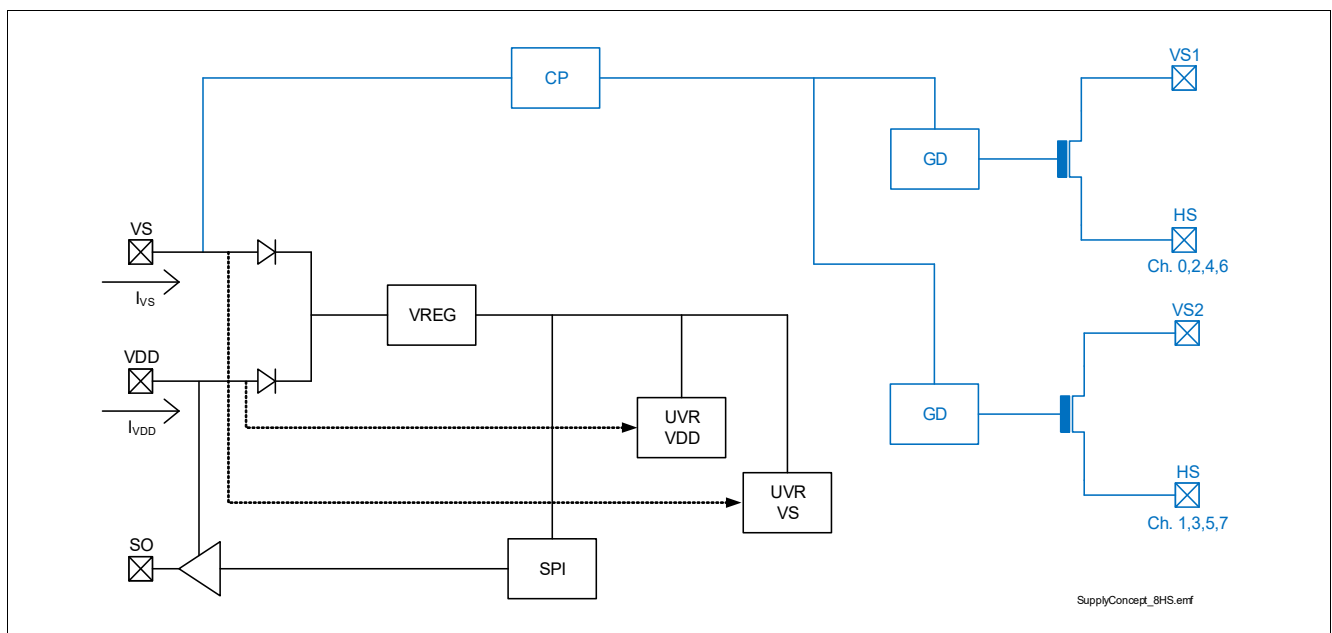 VS1
CP
GD
HS
Ch. 0,2,4,6
VS
IVS
VREG
VDD
IVDD
UVR
VDD
UVR
VS
VS2
GD
HS
Ch. 1,3,5,7
SO
SPI
SupplyConcept_8HS.emf